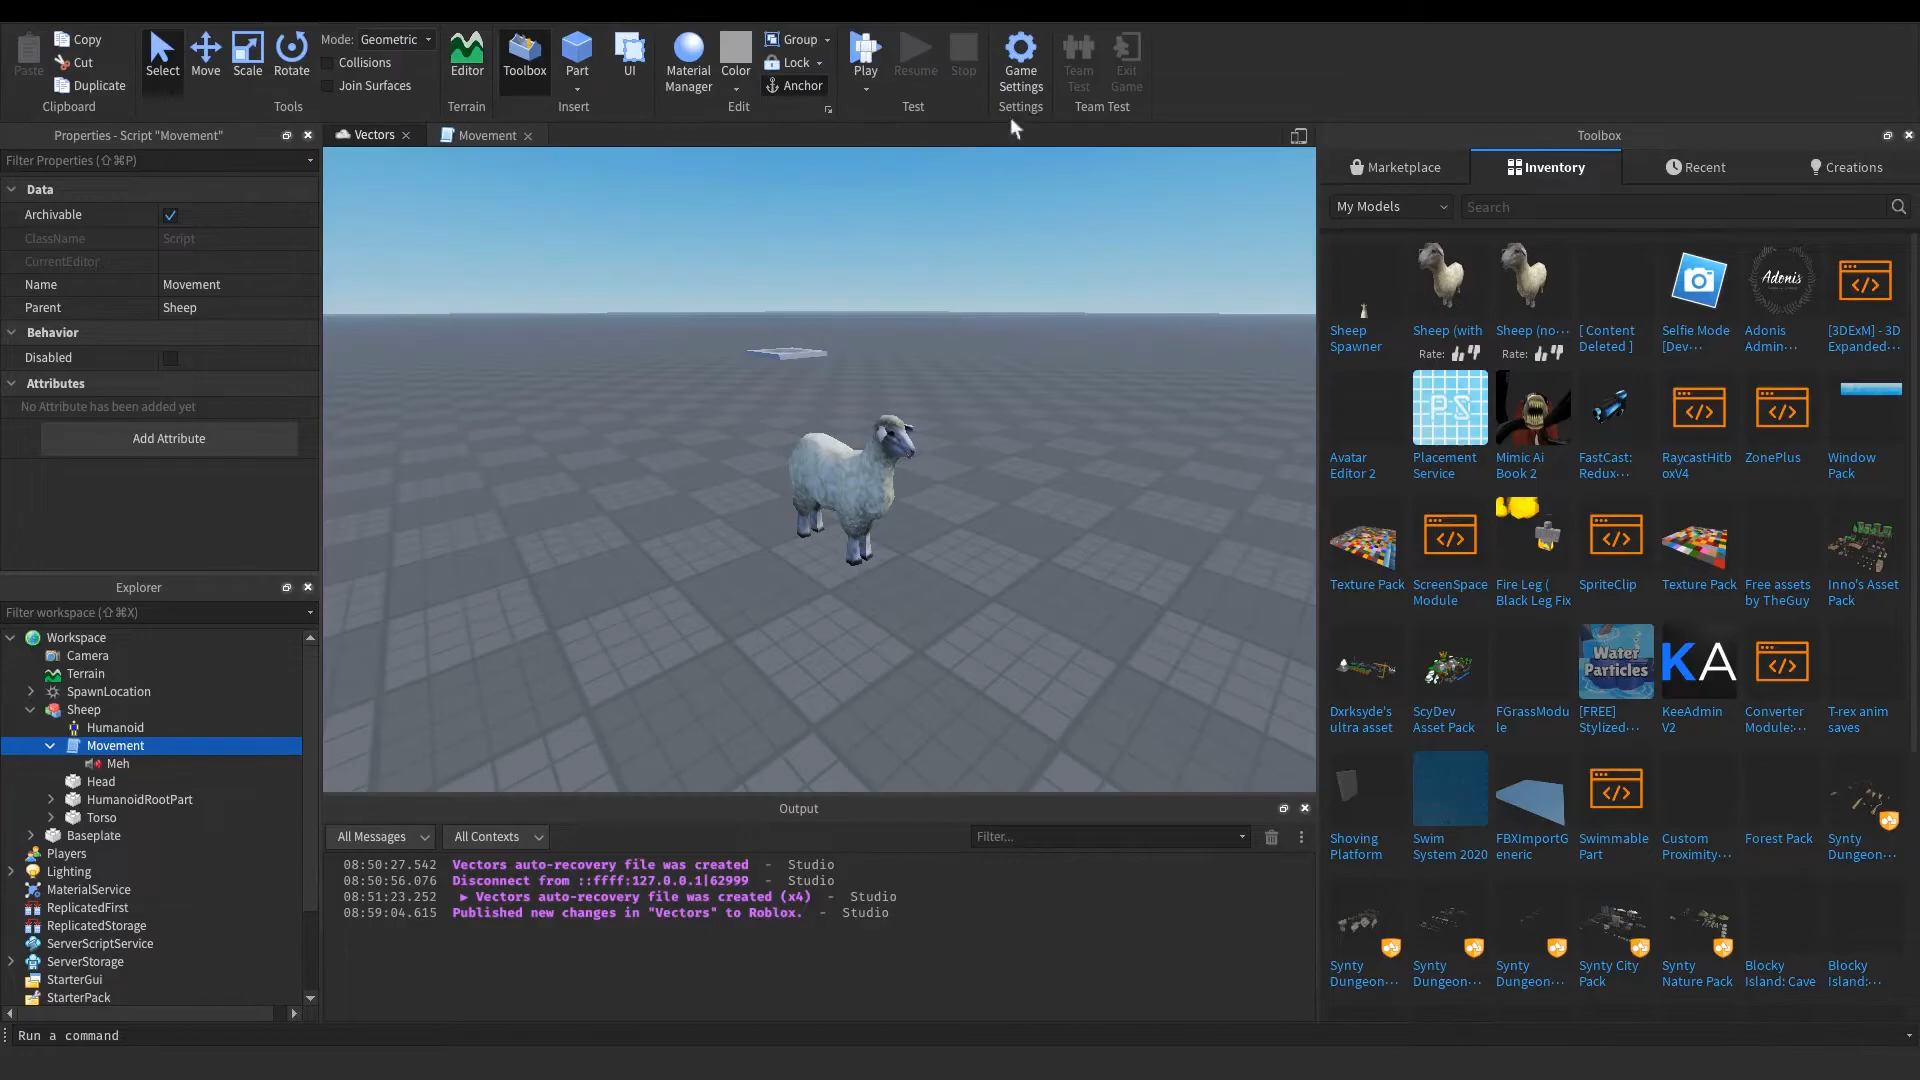 Paste
Copy
Cut
Duplicate
Clipboard
Select
Move
Scale
Rotate
Mode: Geometric
Collisions
Join Surfaces
Tools
Editor
Terrain
Toolbox
Part
UI
Insert
Material
Manager
Color
Group
Lock
Anchor
Edit
Play
Resume
Stop
Test
Game
Settings
Settings
Team
Test
Exit
Game
Team Test
Properties - Script "Movement"
Filter Properties (⇧⌘P)
Data
Archivable
ClassName Script
CurrentEditor
Name Movement
Parent Sheep
Behavior
Disabled
Attributes
No Attribute has been added yet
Add Attribute
Explorer
Filter workspace (⇧⌘X)
Workspace
Camera
Terrain
SpawnLocation
Sheep
Humanoid
Movement
Meh
Head
HumanoidRootPart
Torso
Baseplate
Players
Lighting
MaterialService
ReplicatedFirst
ReplicatedStorage
ServerScriptService
ServerStorage
StarterGui
StarterPack
Run a command
Vectors
Movement
Output
All Messages
All Contexts
Filter...
08:50:27.542 Vectors auto-recovery file was created - Studio
08:50:56.076 Disconnect from ::ffff:127.0.0.1|62999 - Studio
08:51:23.252 ▶ Vectors auto-recovery file was created (x4) - Studio
08:59:04.615 Published new changes in "Vectors" to Roblox. - Studio
Toolbox
Marketplace
Inventory
Recent
Creations
My Models
Search
Sheep
Spawner
Sheep (with
Rate:
Sheep (no...
Rate:
[ Content
Deleted ]
Selfie Mode
[Dev...
Adonis
Adonis
Admin...
[3DExM] - 3D
Expanded...
Avatar
Editor 2
PS
Placement
Service
Mimic Ai
Book 2
FastCast:
Redux...
RaycastHitb
oxV4
ZonePlus
Window
Pack
Texture Pack
ScreenSpace
Module
Fire Leg (
Black Leg Fix
SpriteClip
Texture Pack
Free assets
by TheGuy
Inno's Asset
Pack
Dxrksyde's
ultra asset
ScyDev
Asset Pack
FGrassModu
le
Water
Particles
[FREE]
Stylized...
KA
KeeAdmin
V2
Converter
Module:...
T-rex anim
saves
Shoving
Platform
Swim
System 2020
FBXImportG
eneric
Swimmable
Part
Custom
Proximity...
Forest Pack
Synty
Dungeon...
Synty
Dungeon...
Synty
Dungeon...
Synty
Dungeon...
Synty City
Pack
Synty
Nature Pack
Blocky
Island: Cave
Blocky
Island:...